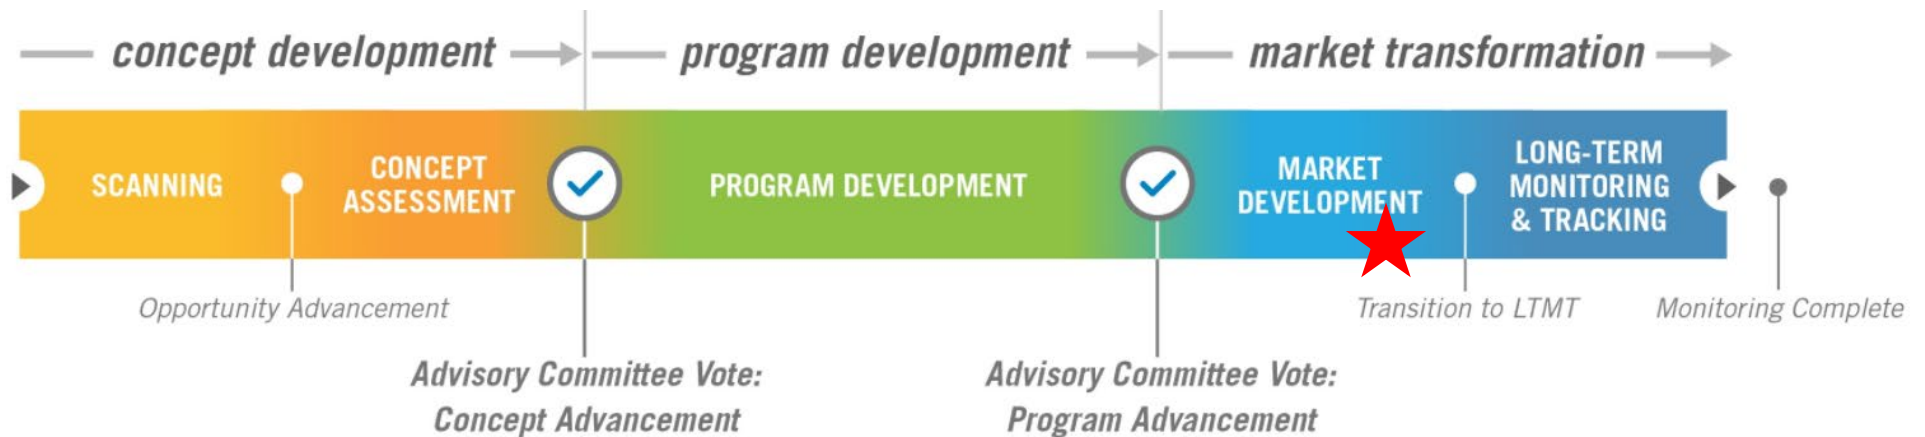 concept development
program development
market transformation
SCANNING
CONCEPT
ASSESSMENT
PROGRAM DEVELOPMENT
MARKET
DEVELOPMENT
LONG-TERM
MONITORING
& TRACKING
Opportunity Advancement
Transition to LTMT
Monitoring Complete
Advisory Committee Vote:
Concept Advancement
Advisory Committee Vote:
Program Advancement